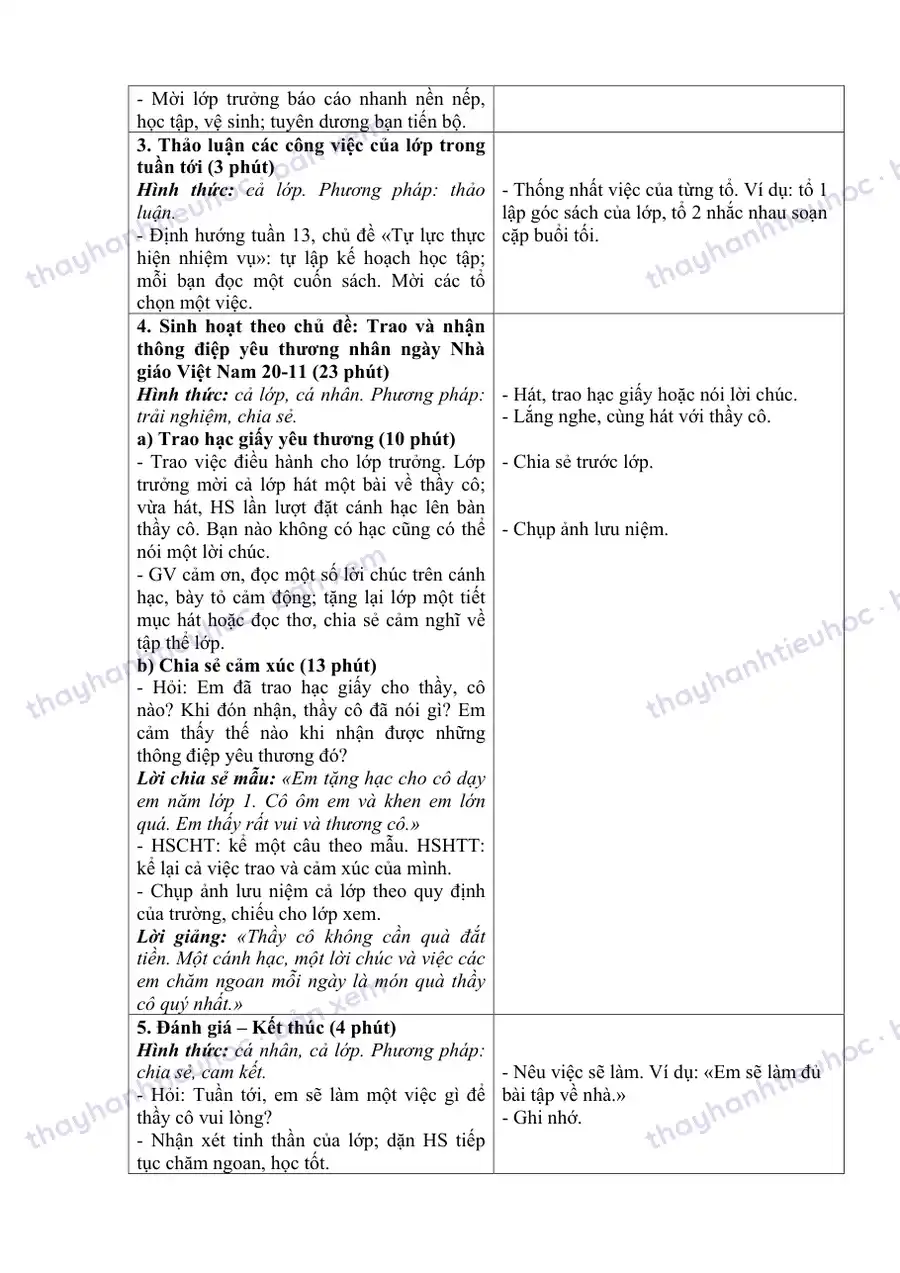 - Mời lớp trưởng báo cáo nhanh nền nếp,
học tập, vệ sinh; tuyên dương bạn tiến bộ.
3. Thảo luận các công việc của lớp trong
tuần tới (3 phút)
Hình thức: cả lớp. Phương pháp: thảo
luận.
- Định hướng tuần 13, chủ đề «Tự lực thực
hiện nhiệm vụ»: tự lập kế hoạch học tập;
mỗi bạn đọc một cuốn sách. Mời các tổ
chọn một việc.
- Thống nhất việc của từng tổ. Ví dụ: tổ 1
lập góc sách của lớp, tổ 2 nhắc nhau soạn
cặp buổi tối.
4. Sinh hoạt theo chủ đề: Trao và nhận
thông điệp yêu thương nhân ngày Nhà
giáo Việt Nam 20-11 (23 phút)
Hình thức: cả lớp, cá nhân. Phương pháp:
trải nghiệm, chia sẻ.
a) Trao hạc giấy yêu thương (10 phút)
- Trao việc điều hành cho lớp trưởng. Lớp
trưởng mời cả lớp hát một bài về thầy cô;
vừa hát, HS lần lượt đặt cánh hạc lên bàn
thầy cô. Bạn nào không có hạc cũng có thể
nói một lời chúc.
- GV cảm ơn, đọc một số lời chúc trên cánh
hạc, bày tỏ cảm động; tặng lại lớp một tiết
mục hát hoặc đọc thơ, chia sẻ cảm nghĩ về
tập thể lớp.
b) Chia sẻ cảm xúc (13 phút)
- Hỏi: Em đã trao hạc giấy cho thầy, cô
nào? Khi đón nhận, thầy cô đã nói gì? Em
cảm thấy thế nào khi nhận được những
thông điệp yêu thương đó?
Lời chia sẻ mẫu: «Em tặng hạc cho cô dạy
em năm lớp 1. Cô ôm em và khen em lớn
quá. Em thấy rất vui và thương cô.»
- HSCHT: kể một câu theo mẫu. HSHTT:
kể lại cả việc trao và cảm xúc của mình.
- Chụp ảnh lưu niệm cả lớp theo quy định
của trường, chiếu cho lớp xem.
Lời giảng: «Thầy cô không cần quà đắt
tiền. Một cánh hạc, một lời chúc và việc các
em chăm ngoan mỗi ngày là món quà thầy
cô quý nhất.»
- Hát, trao hạc giấy hoặc nói lời chúc.
- Lắng nghe, cùng hát với thầy cô.
- Chia sẻ trước lớp.
- Chụp ảnh lưu niệm.
5. Đánh giá – Kết thúc (4 phút)
Hình thức: cá nhân, cả lớp. Phương pháp:
chia sẻ, cam kết.
- Hỏi: Tuần tới, em sẽ làm một việc gì để
thầy cô vui lòng?
- Nhận xét tinh thần của lớp; dặn HS tiếp
tục chăm ngoan, học tốt.
- Nêu việc sẽ làm. Ví dụ: «Em sẽ làm đủ
bài tập về nhà.»
- Ghi nhớ.
thayhanhtieuhoc · bản xem
thayhanhtieuhoc · b
thayhanhtieuhoc · bản xem
thayhanhtieuhoc · b
thayhanhtieuhoc · bản xem
thayhanhtieuhoc · b